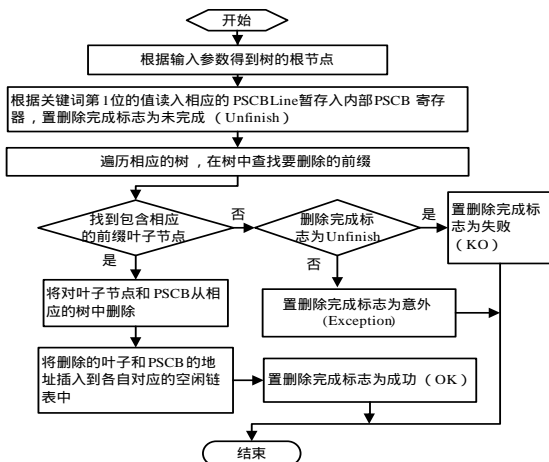 开始
根据输入参数得到树的根节点
根据关键词第1位的值读入相应的 PSCBLine暂存入内部PSCB 寄存
器，置删除完成标志为未完成（Unfinish）
遍历相应的树，在树中查找要删除的前缀
找到包含相应
的前缀叶子节点
否
删除完成标
志为Unfinish
是
置删除完成标
志为失败
（KO）
是
否
将对叶子节点和 PSCB从相
应的树中删除
置删除完成标志为意外
(Exception)
将删除的叶子和PSCB的地
址插入到各自对应的空闲链
表中
置删除完成标志为成功（OK）
结束